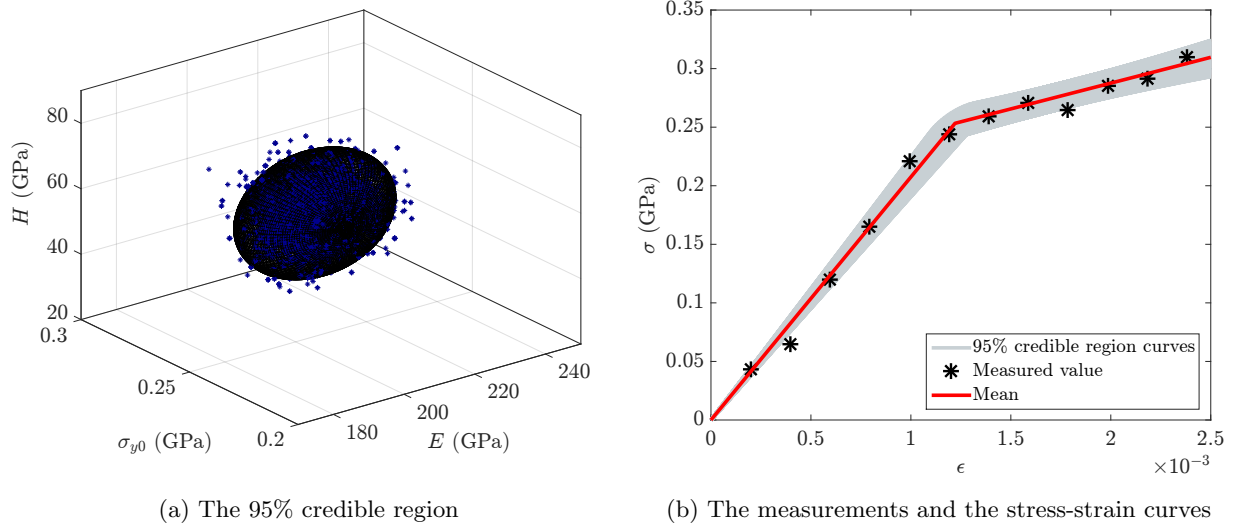 80
60
40
20
H (GPa)
0.3
0.25
0.2
σ_{y0} (GPa)
180
200
220
240
E (GPa)
(a) The 95% credible region
0.35
0.3
0.25
0.2
0.15
0.1
0.05
0
σ (GPa)
95% credible region curves
Measured value
Mean
0 0.5 1 1.5 2 2.5
ϵ
×10⁻³
(b) The measurements and the stress-strain curves